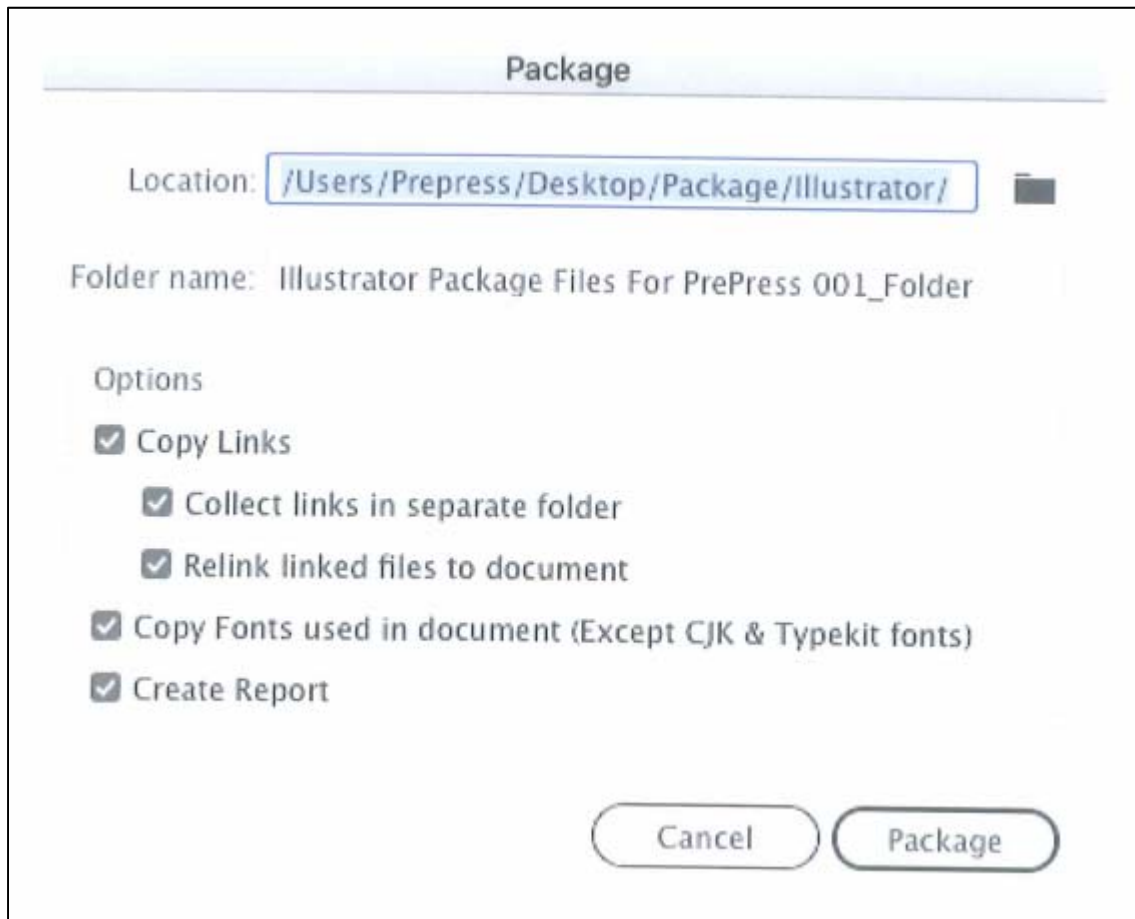 Package
Location: /Users/Prepress/Desktop/Package/Illustrator/
Folder name: Illustrator Package Files For PrePress 001_Folder
Options
Copy Links
Collect links in separate folder
Relink linked files to document
Copy Fonts used in document (Except CJK & Typekit fonts)
Create Report
Cancel
Package